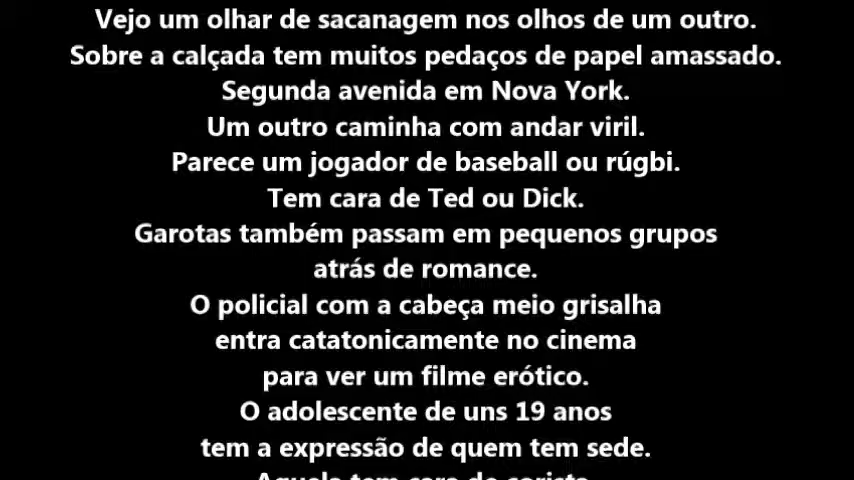 Vejo um olhar de sacanagem nos olhos de um outro.
Sobre a calçada tem muitos pedaços de papel amassado.
Segunda avenida em Nova York.
Um outro caminha com andar viril.
Parece um jogador de baseball ou rúgbi.
Tem cara de Ted ou Dick.
Garotas também passam em pequenos grupos
atrás de romance.
O policial com a cabeça meio grisalha
entra catatonicamente no cinema
para ver um filme erótico.
O adolescente de uns 19 anos
tem a expressão de quem tem sede.
tem cara de